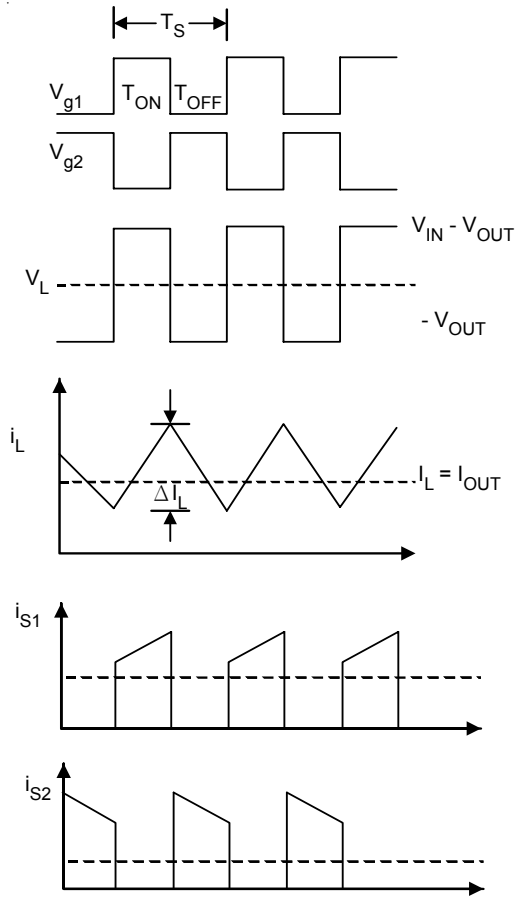 T_S
V_g1
T_ON T_OFF
V_g2
V_IN - V_OUT
V_L
- V_OUT
i_L
ΔI_L
I_L = I_OUT
i_S1
i_S2